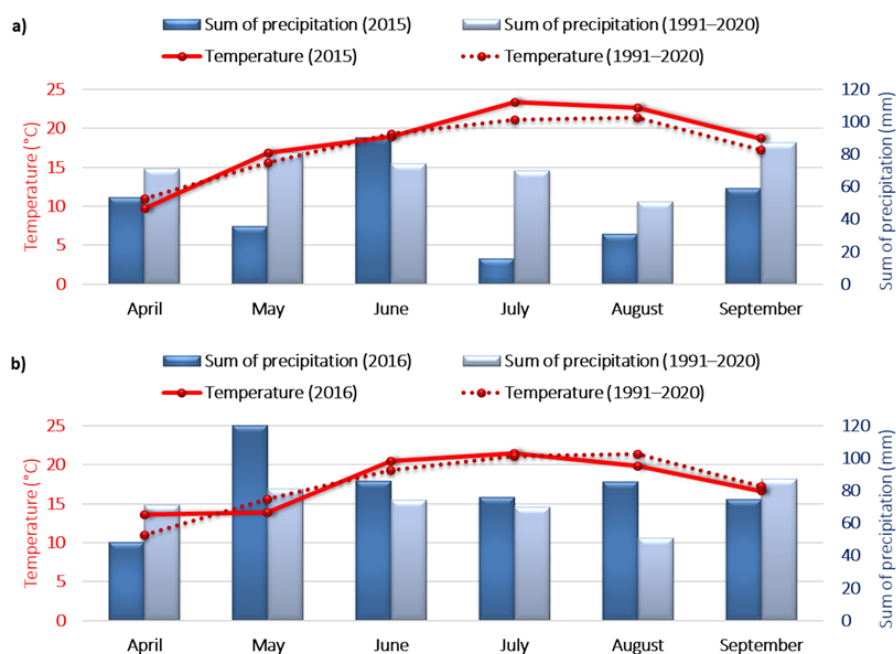 a)
Sum of precipitation (2015) Sum of precipitation (1991–2020)
Temperature (2015) Temperature (1991–2020)
Temperature (°C)
25
20
15
10
5
0
120
100
80
60
40
20
0
Sum of precipitation (mm)
April May June July August September
b)
Sum of precipitation (2016) Sum of precipitation (1991–2020)
Temperature (2016) Temperature (1991–2020)
Temperature (°C)
25
20
15
10
5
0
120
100
80
60
40
20
0
Sum of precipitation (mm)
April May June July August September